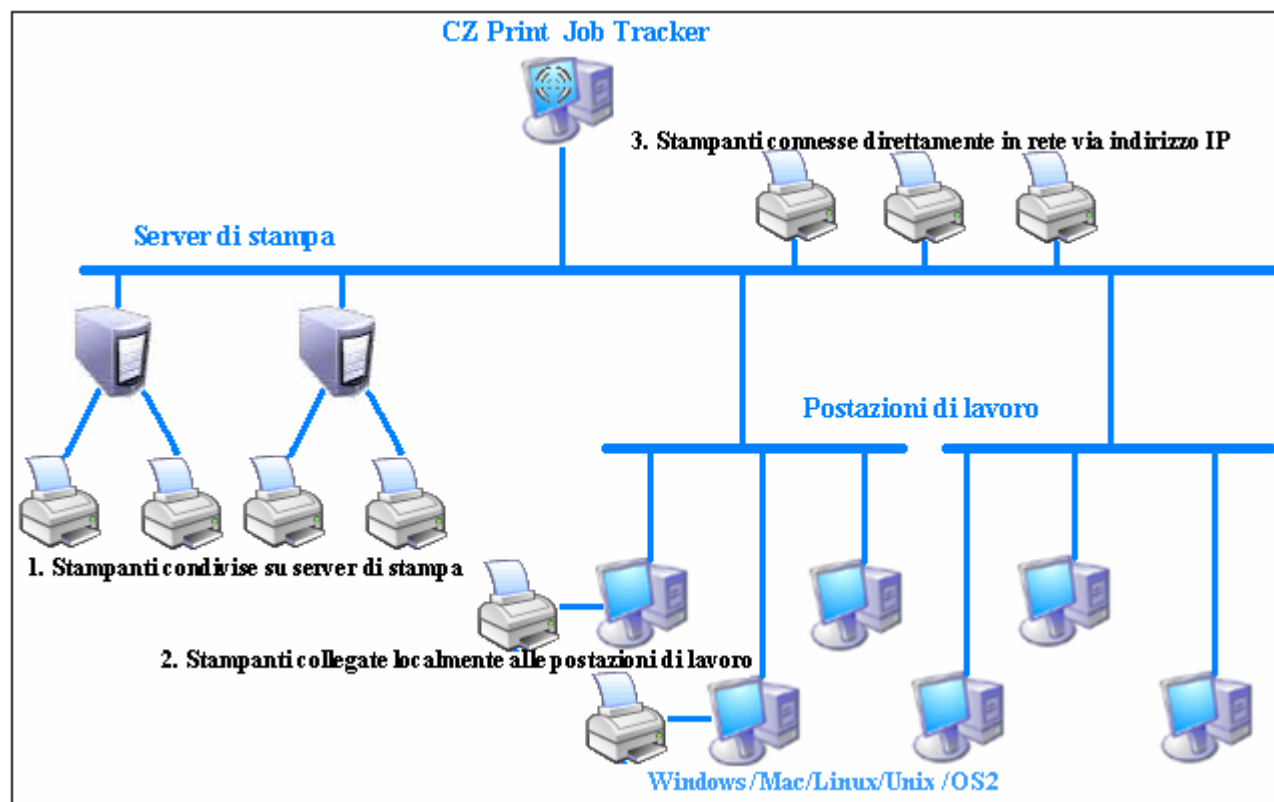 CZ Print Job Tracker
3. Stampanti connesse direttamente in rete via indirizzo IP
Server di stampa
Postazioni di lavoro
1. Stampanti condivise su server di stampa
2. Stampanti collegate localmente alle postazioni di lavoro
Windows/Mac/Linux/Unix/OS2